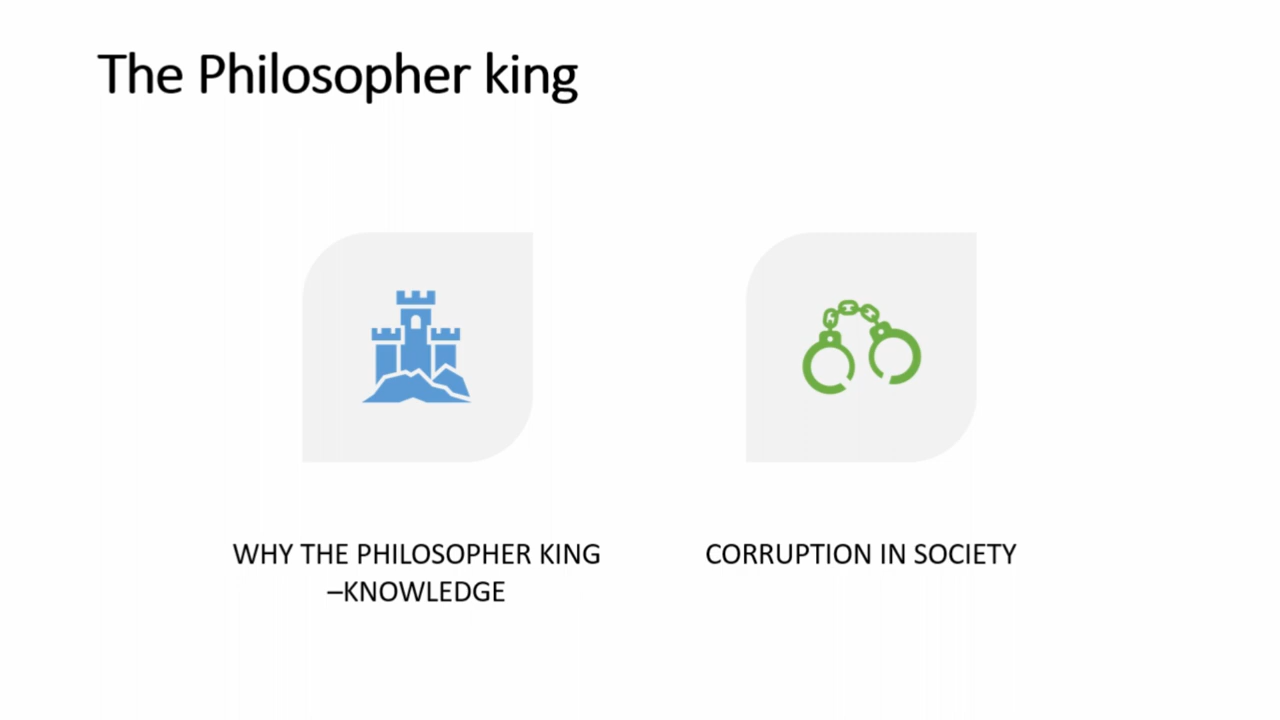 The Philosopher king
WHY THE PHILOSOPHER KING
–KNOWLEDGE
CORRUPTION IN SOCIETY